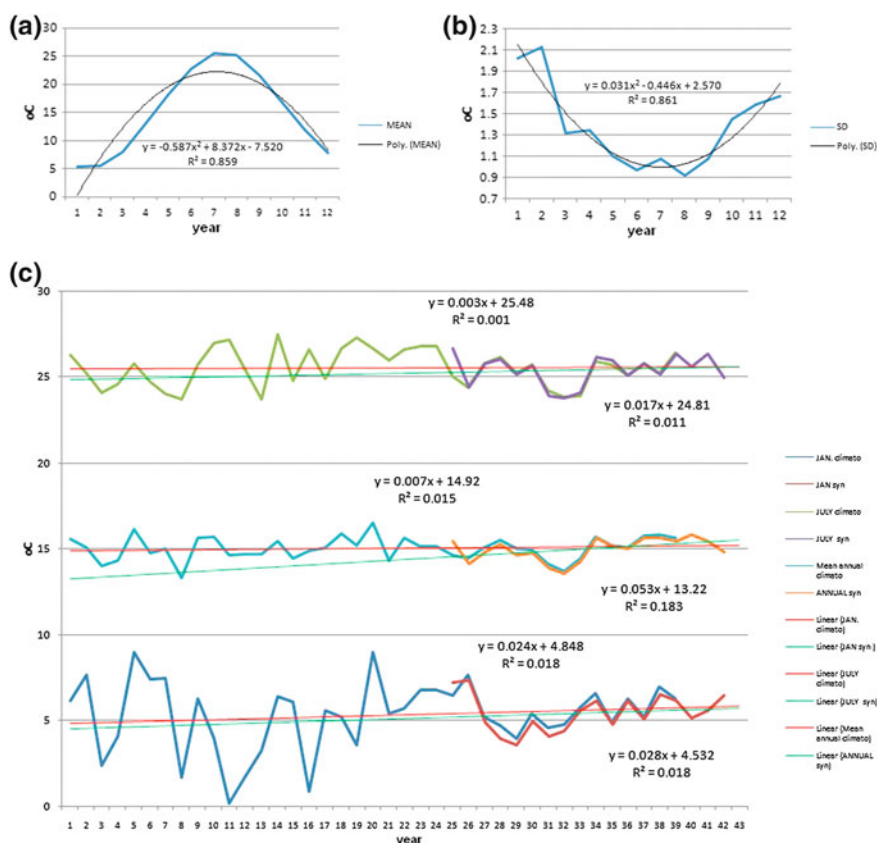 (a)
30
25
20
15
10
5
0
oC
y = -0.587x² + 8.372x - 7.520
R² = 0.859
1 2 3 4 5 6 7 8 9 10 11 12
year
MEAN
Poly. (MEAN)
(b)
2.3
2.1
1.9
1.7
1.5
1.3
1.1
0.9
0.7
oC
y = 0.031x² - 0.446x + 2.570
R² = 0.861
1 2 3 4 5 6 7 8 9 10 11 12
year
SD
Poly. (SD)
(c)
30
25
20
15
10
5
0
oC
y = 0.003x + 25.48
R² = 0.001
y = 0.017x + 24.81
R² = 0.011
y = 0.007x + 14.92
R² = 0.015
y = 0.053x + 13.22
R² = 0.183
y = 0.024x + 4.848
R² = 0.018
y = 0.028x + 4.532
R² = 0.018
1 2 3 4 5 6 7 8 9 10 11 12 13 14 15 16 17 18 19 20 21 22 23 24 25 26 27 28 29 30 31 32 33 34 35 36 37 38 39 40 41 42 43
year
JAN. climato
JAN syn
JULY climato
JULY syn
Mean annual
climato
ANNUAL syn
Linear (JAN.
climato)
Linear (JAN syn )
Linear (JULY
climato)
Linear (JULY syn)
Linear (Mean
annual climato)
Linear (ANNUAL
syn)